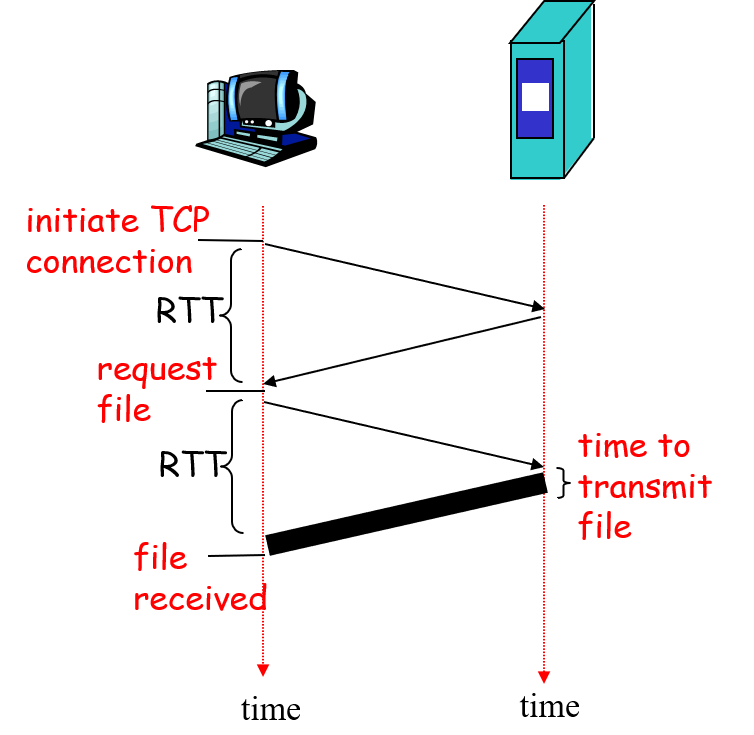 initiate TCP
connection
RTT
request
file
RTT
time to
transmit
file
file
received
time
time